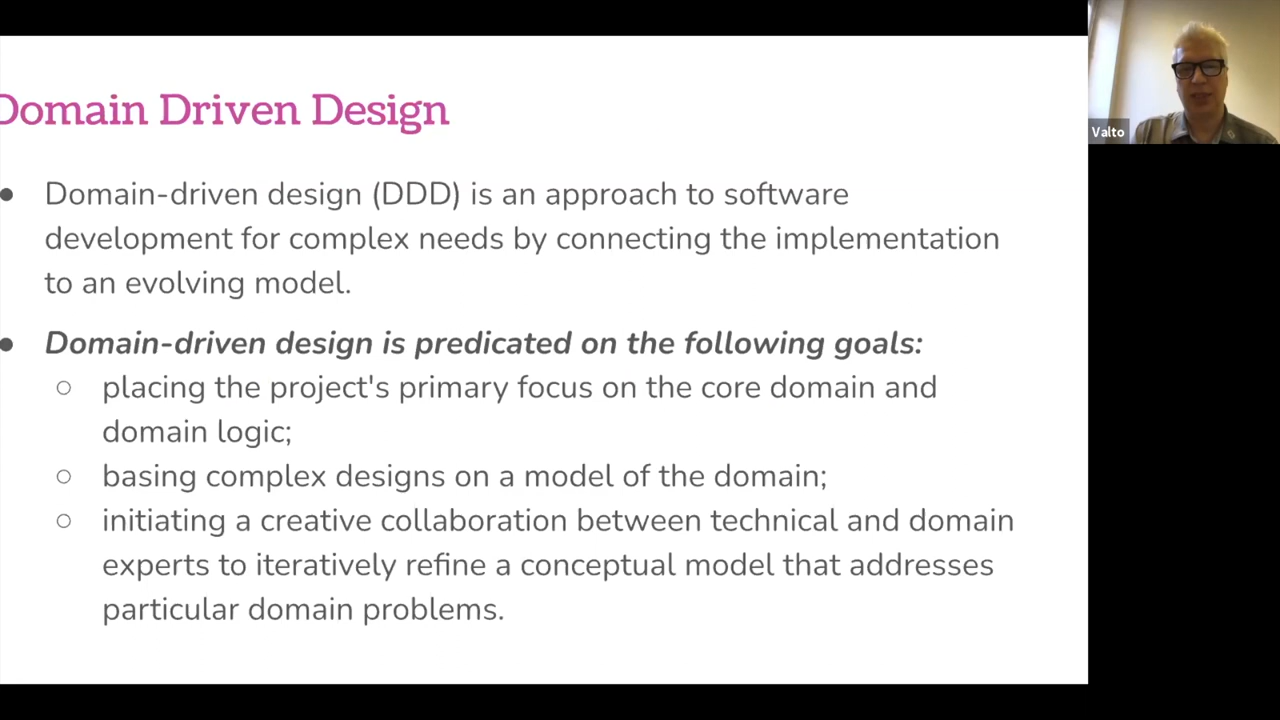 Domain Driven Design
Valto
● Domain-driven design (DDD) is an approach to software
development for complex needs by connecting the implementation
to an evolving model.
● Domain-driven design is predicated on the following goals:
○ placing the project's primary focus on the core domain and
domain logic;
○ basing complex designs on a model of the domain;
○ initiating a creative collaboration between technical and domain
experts to iteratively refine a conceptual model that addresses
particular domain problems.